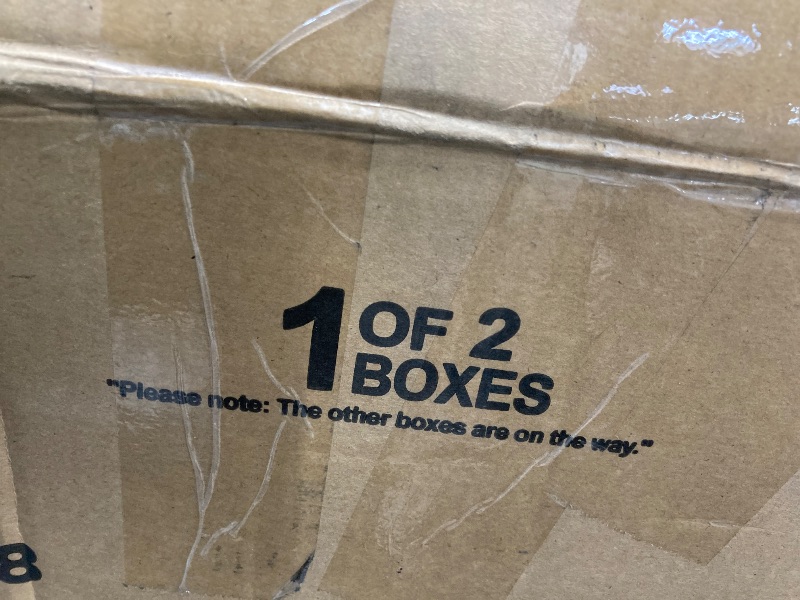 1 OF 2
BOXES
"Please note: The other boxes are on the way."
8